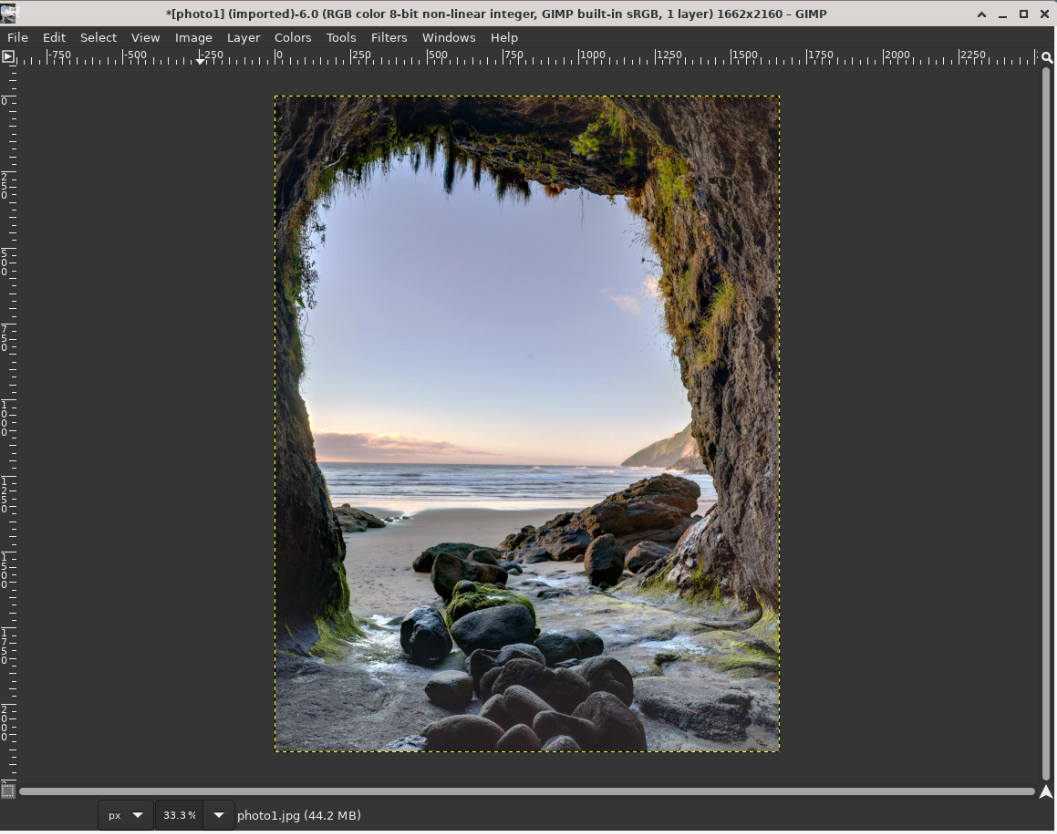 *[photo1] (imported)-6.0 (RGB color 8-bit non-linear integer, GIMP built-in sRGB, 1 layer) 1662x2160 – GIMP
File Edit Select View Image Layer Colors Tools Filters Windows Help
-750 -500 -250 0 250 500 750 1000 1250 1500 1750 2000 2250
0
250
500
750
1000
1250
1500
1750
2000
px 33.3 % photo1.jpg (44.2 MB)